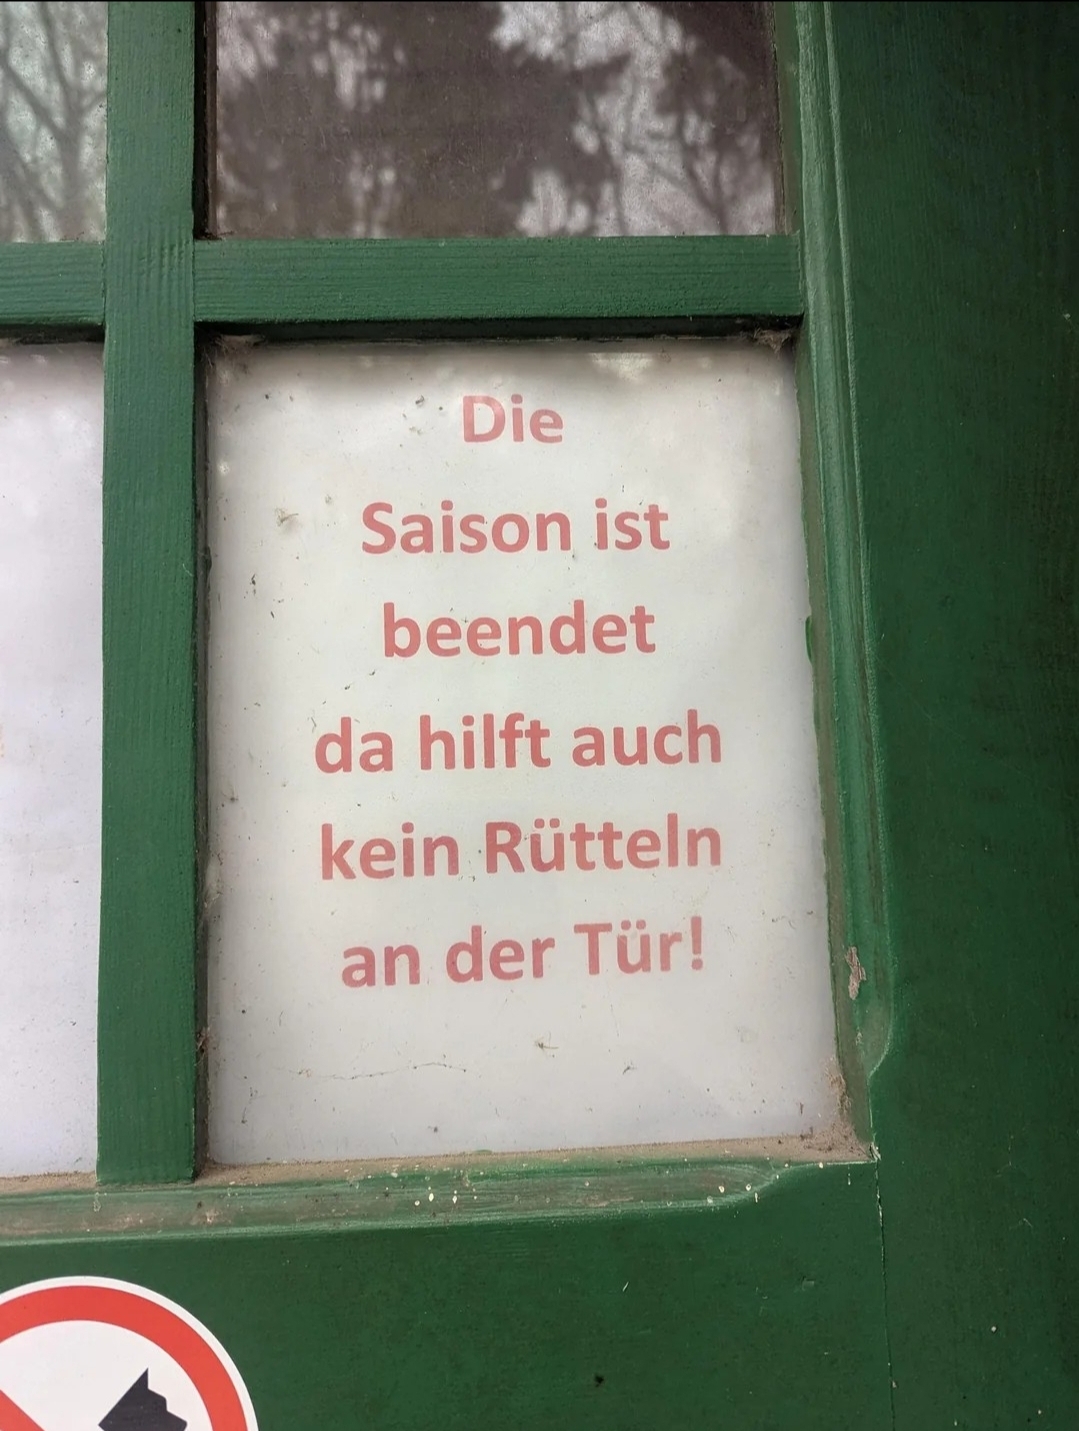 Die
Saison ist
beendet
da hilft auch
kein Rütteln
an der Tür!